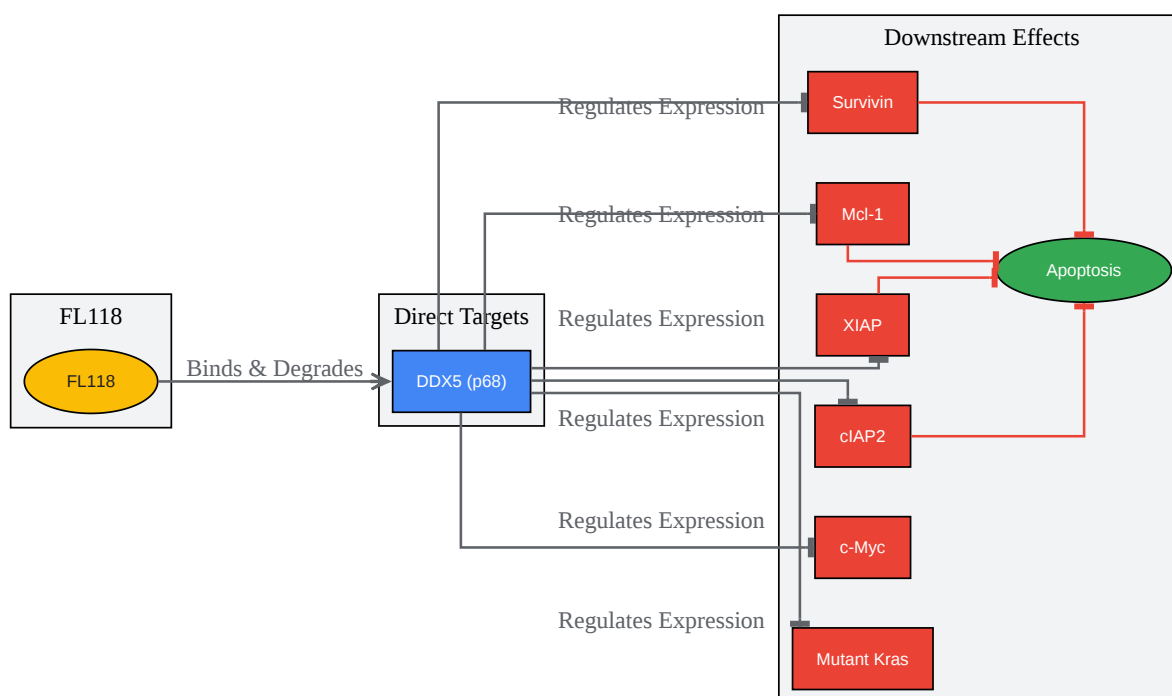 Downstream Effects
Survivin
Regulates Expression
Mcl-1
Regulates Expression
Apoptosis
FL118
Direct Targets
Regulates Expression
XIAP
FL118
Binds & Degrades
DDX5 (p68)
Regulates Expression
cIAP2
Regulates Expression
c-Myc
Regulates Expression
Mutant Kras